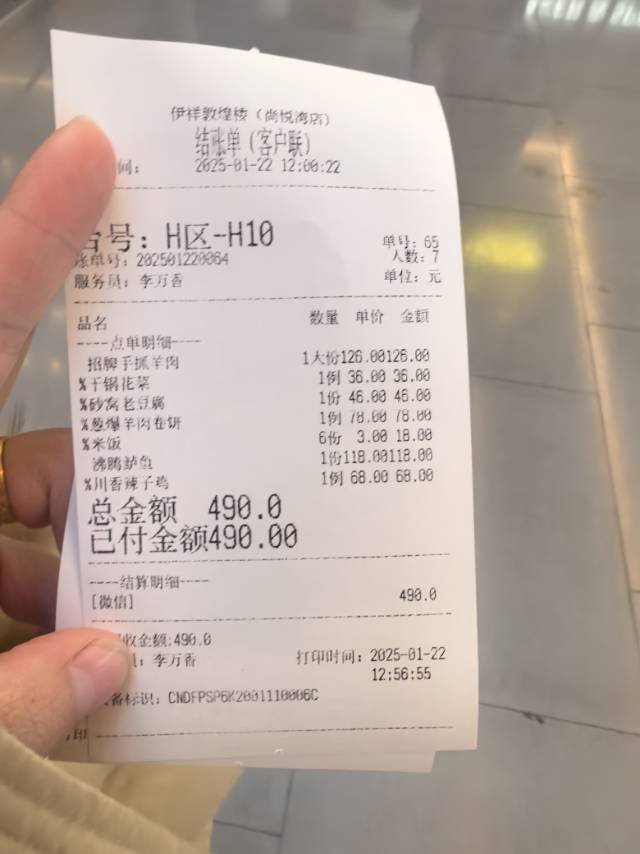 伊祥敦煌楼（尚悦湾店）
结账单（客户联）
间： 2025-01-22 12:00:22
台号：H区-H10
单号：65
账单号：202501220064
人数：7
服务员：李万香
单位：元
品名 数量 单价 金额
----点单明细----
招牌手抓羊肉 1大份126.00126.00
%干锅花菜 1例 36.00 36.00
%砂窝老豆腐 1份 46.00 46.00
%葱爆羊肉卷饼 1例 78.00 78.00
%米饭 6份 3.00 18.00
沸腾鲈鱼 1份118.00118.00
%川香辣子鸡 1例 68.00 68.00
总金额 490.0
已付金额490.00
----结算明细----
[微信] 490.0
收金额:490.0
员：李万香 打印时间：2025-01-22
12:56:55
备标识：CNDFPSP6K2001110006C
印